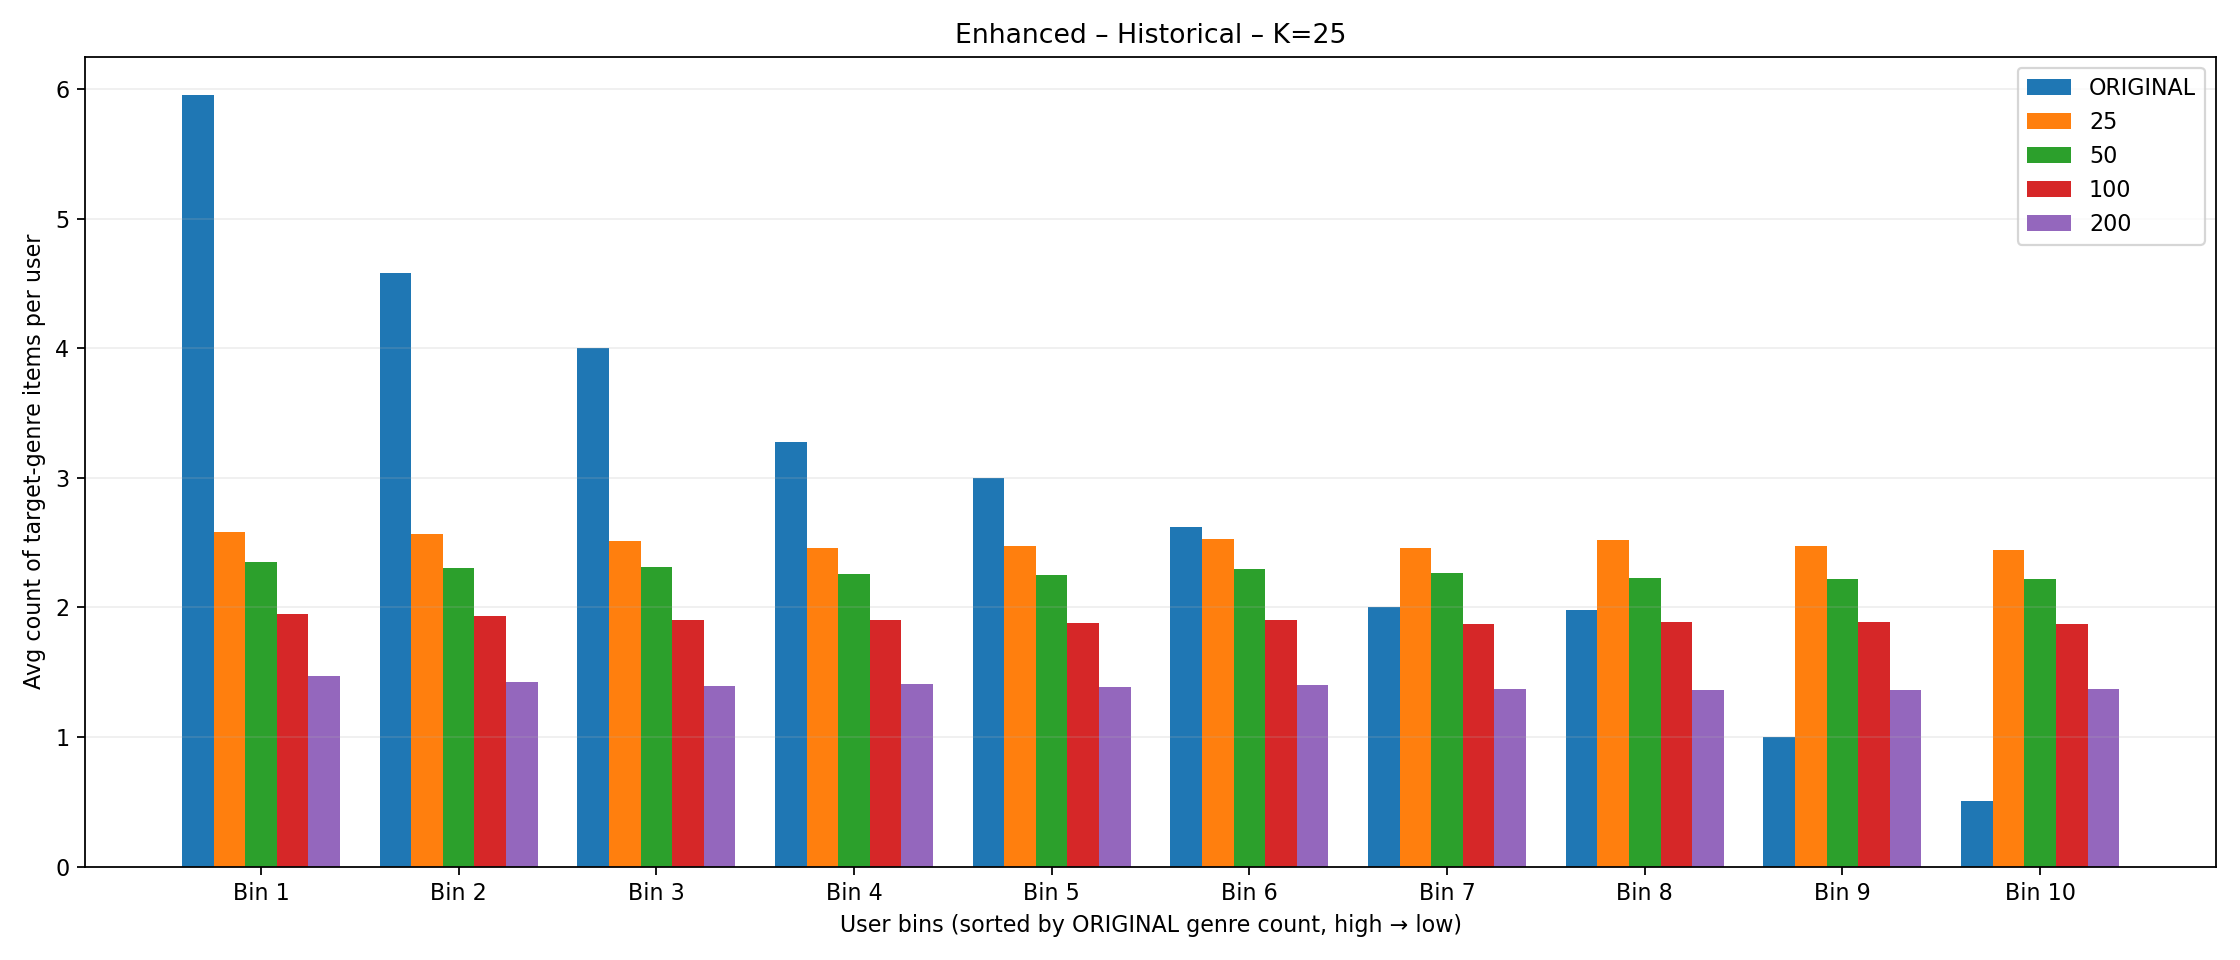 Enhanced – Historical – K=25
Avg count of target-genre items per user
6
5
4
3
2
1
0
ORIGINAL
25
50
100
200
Bin 1 Bin 2 Bin 3 Bin 4 Bin 5 Bin 6 Bin 7 Bin 8 Bin 9 Bin 10
User bins (sorted by ORIGINAL genre count, high → low)